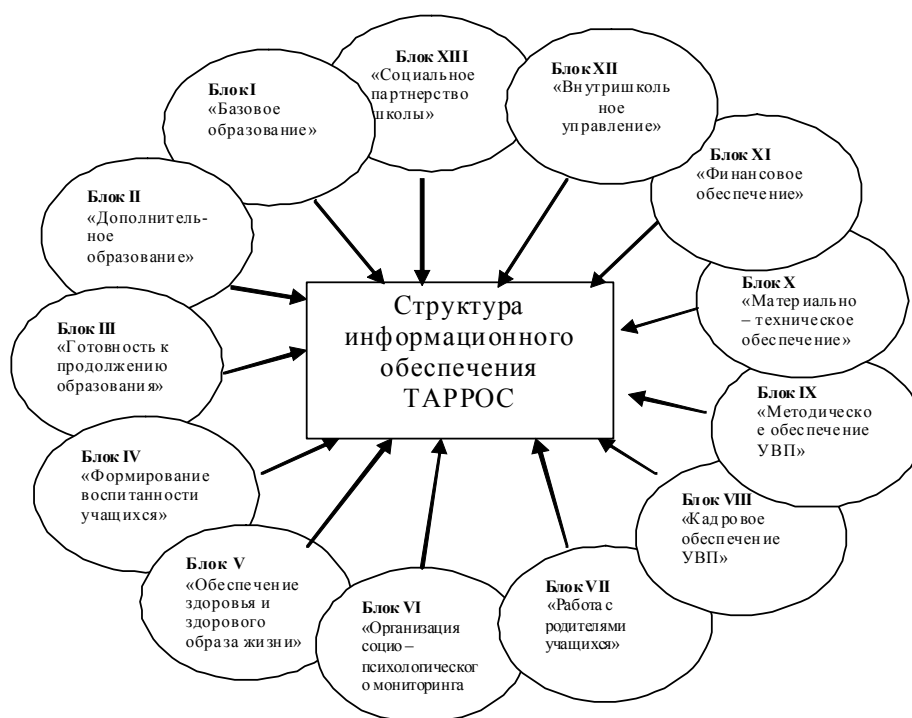 Блок XIII
«Социальное
партнерство
школы»
Блок XII
«Внутришколь
ное
управление»
Блок I
«Базовое
образование»
Блок XI
«Финансовое
обеспечение»
Блок II
«Дополнитель-
ное
образование»
Блок X
«Материально
– техническое
обеспечение»
Структура
информационного
обеспечения
ТАРРОС
Блок III
«Готовность к
продолжению
образования»
Блок IX
«Методическо
е обеспечение
УВП»
Блок IV
«Формирование
воспитанности
учащихся»
Блок VIII
«Кадровое
обеспечение
УВП»
Блок V
«Обеспечение
здоровья и
здорового
образа жизни»
Блок VII
«Работа с
родителями
учащихся»
Блок VI
«Организация
социо –
психологическог
о мониторинга